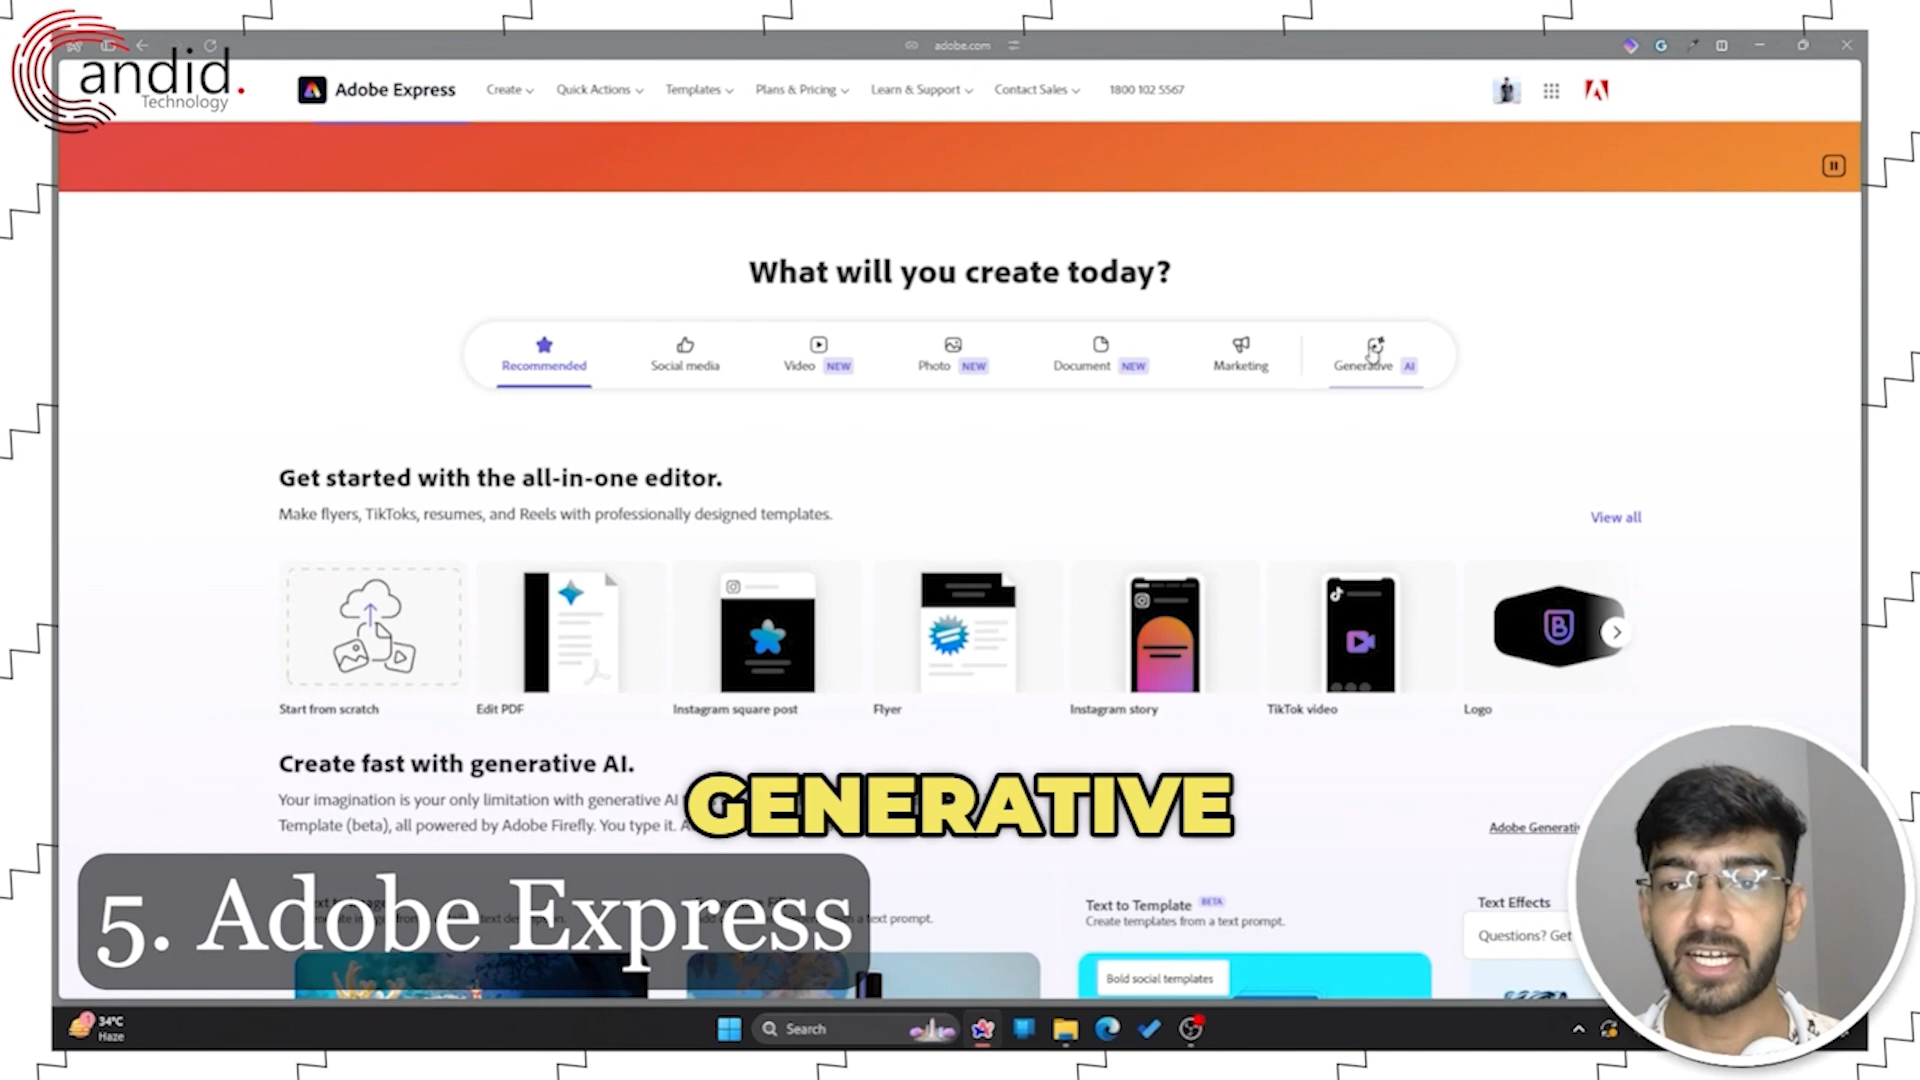 Candid.
Technology
adobe.com
Adobe Express
Create
Quick Actions
Templates
Plans & Pricing
Learn & Support
Contact Sales
1800 102 5567
What will you create today?
Recommended
Social media
Video NEW
Photo NEW
Document NEW
Marketing
Generative AI
Get started with the all-in-one editor.
Make flyers, TikToks, resumes, and Reels with professionally designed templates.
View all
Start from scratch
Edit PDF
Instagram square post
Flyer
Instagram story
TikTok video
Logo
Create fast with generative AI.
Your imagination is your only limitation with generative AI
Template (beta), all powered by Adobe Firefly. You type it.
GENERATIVE
Adobe Generati
5. Adobe Express
text prompt.
Text to Template BETA
Create templates from a text prompt.
Bold social templates
Text Effects
Questions? Get
34°C
Haze
Search